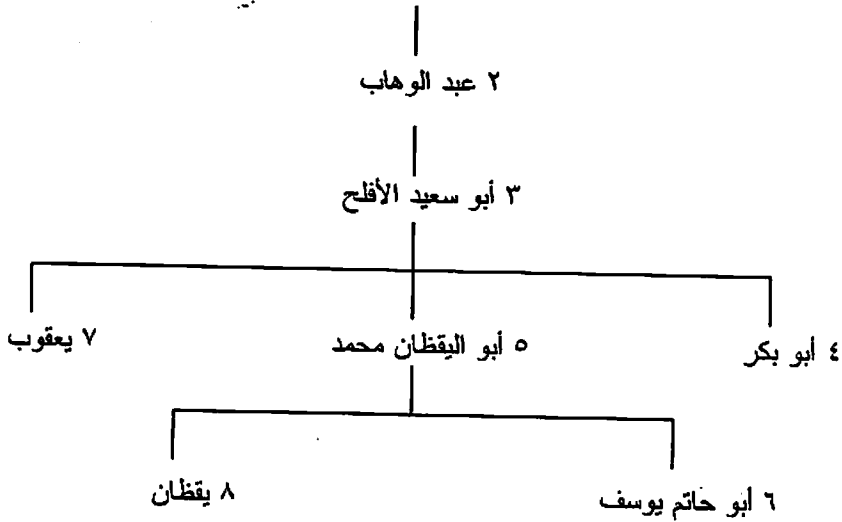 ٢ عبد الوهاب
٣ أبو سعيد الأفلح
٤ أبو بكر
٥ أبو اليقظان محمد
٧ يعقوب
٦ أبو حاتم يوسف
٨ يقظان